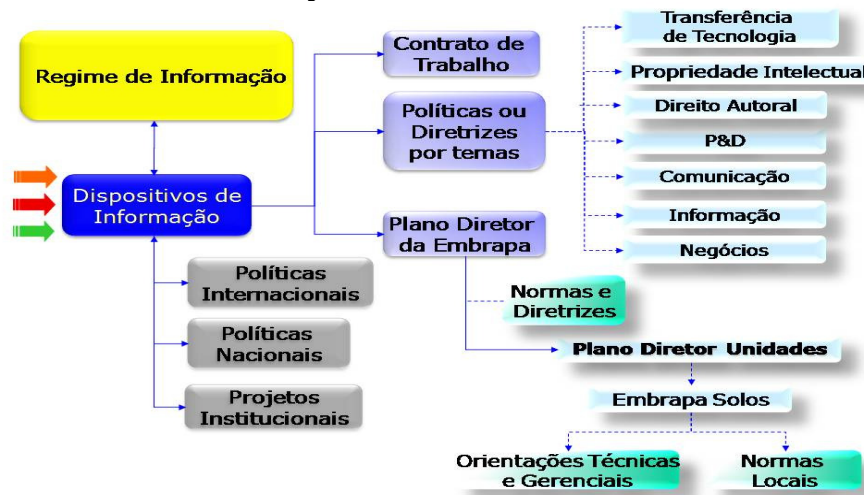 Regime de Informação
Dispositivos de
Informação
Políticas
Internacionais
Políticas
Nacionais
Projetos
Institucionais
Contrato de
Trabalho
Políticas ou
Diretrizes
por temas
Plano Diretor
da Embrapa
Transferência
de Tecnologia
Propriedade Intelectual
Direito Autoral
P&D
Comunicação
Informação
Negócios
Normas e
Diretrizes
Plano Diretor Unidades
Embrapa Solos
Orientações Técnicas
e Gerenciais
Normas
Locais